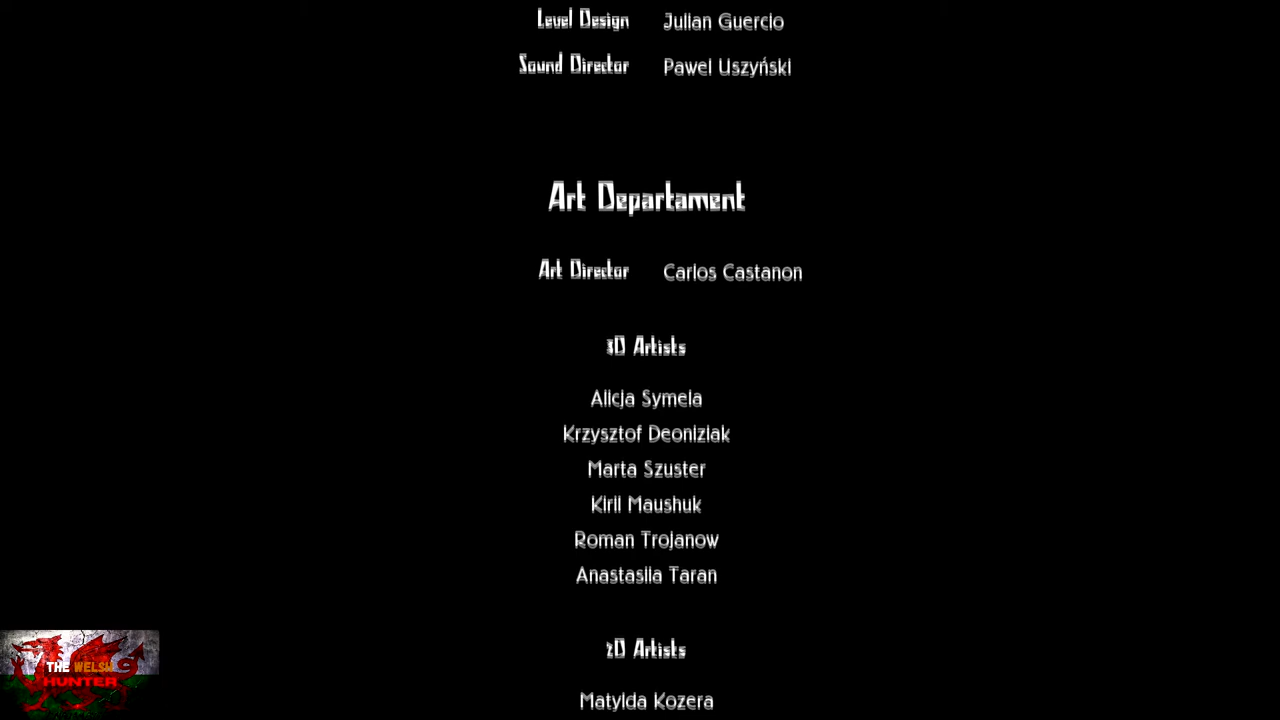 Level Design Julian Guercio
Sound Director Pawel Uszyński
Art Departament
Art Director Carlos Castanon
3D Artists
Alicja Symela
Krzysztof Deoniziak
Marta Szuster
Kiril Maushuk
Roman Trojanow
Anastasiia Taran
2D Artists
Matylda Kozera
THE WELSH
HUNTER